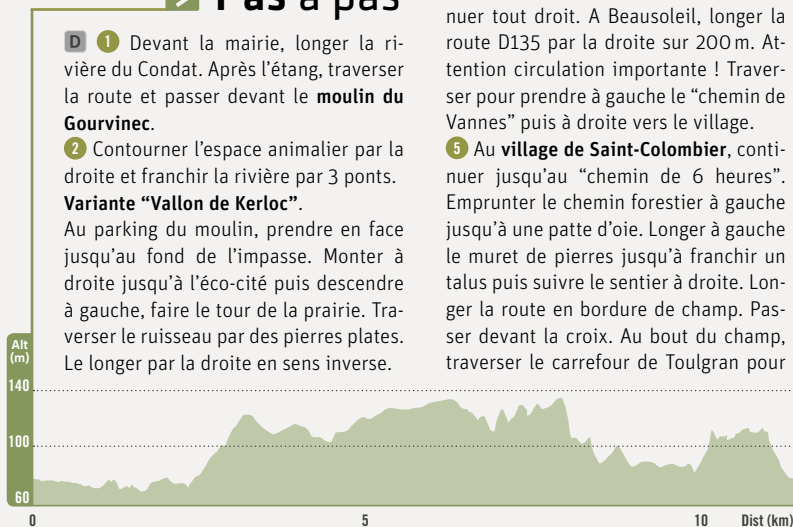 Pas à pas
D 1 Devant la mairie, longer la ri-
vière du Condat. Après l’étang, traverser
la route et passer devant le moulin du
Gourvinec.
2 Contourner l’espace animalier par la
droite et franchir la rivière par 3 ponts.
Variante “Vallon de Kerloc”.
Au parking du moulin, prendre en face
jusqu’au fond de l’impasse. Monter à
droite jusqu’à l’éco-cité puis descendre
à gauche, faire le tour de la prairie. Tra-
verser le ruisseau par des pierres plates.
Le longer par la droite en sens inverse.
nuer tout droit. A Beausoleil, longer la
route D135 par la droite sur 200 m. At-
tention circulation importante ! Traver-
ser pour prendre à gauche le “chemin de
Vannes” puis à droite vers le village.
5 Au village de Saint-Colombier, conti-
nuer jusqu’au “chemin de 6 heures”.
Emprunter le chemin forestier à gauche
jusqu’à une patte d’oie. Longer à gauche
le muret de pierres jusqu’à franchir un
talus puis suivre le sentier à droite. Lon-
ger la route en bordure de champ. Pas-
ser devant la croix. Au bout du champ,
traverser le carrefour de Toulgran pour
Alt
(m)
140
100
60
0 5 10 Dist (km)